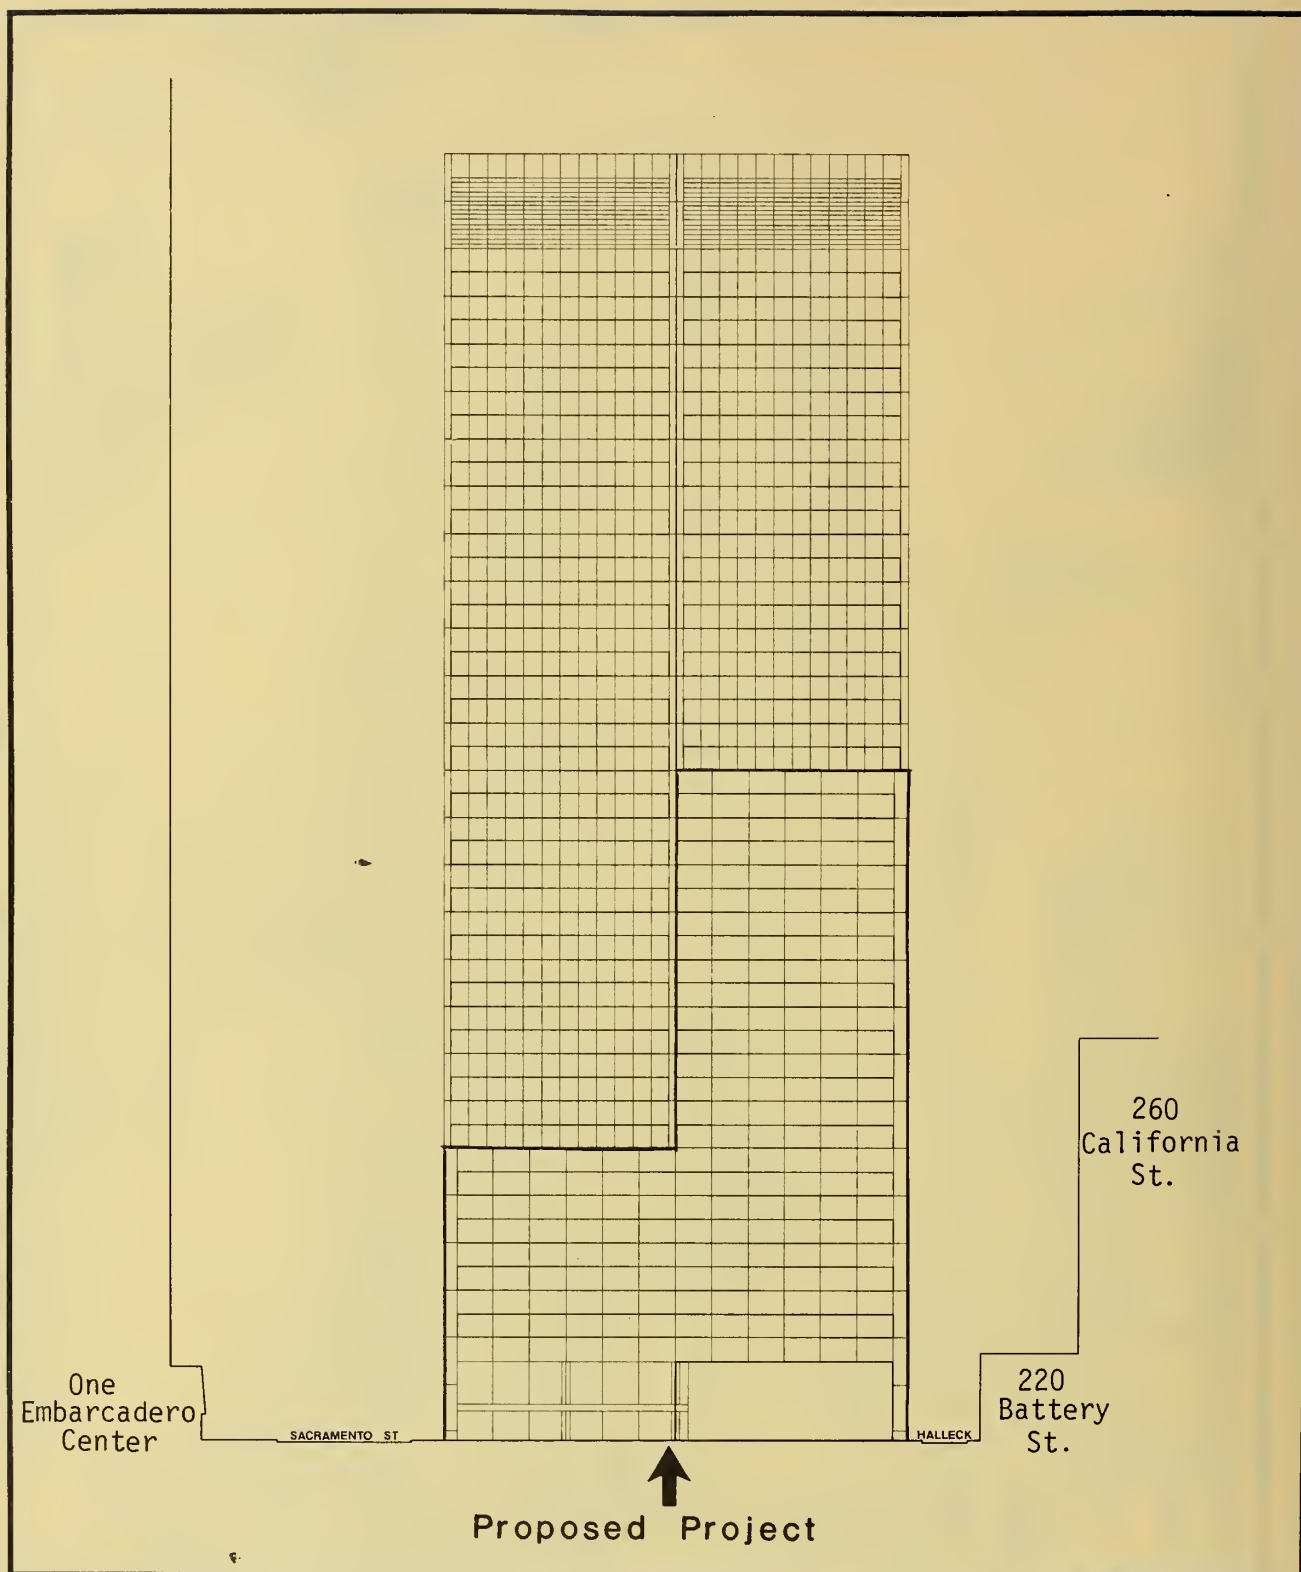 260
California
St.
One
Embarcadero
Center
220
Battery
St.
SACRAMENTO ST
HALLECK
Proposed Project